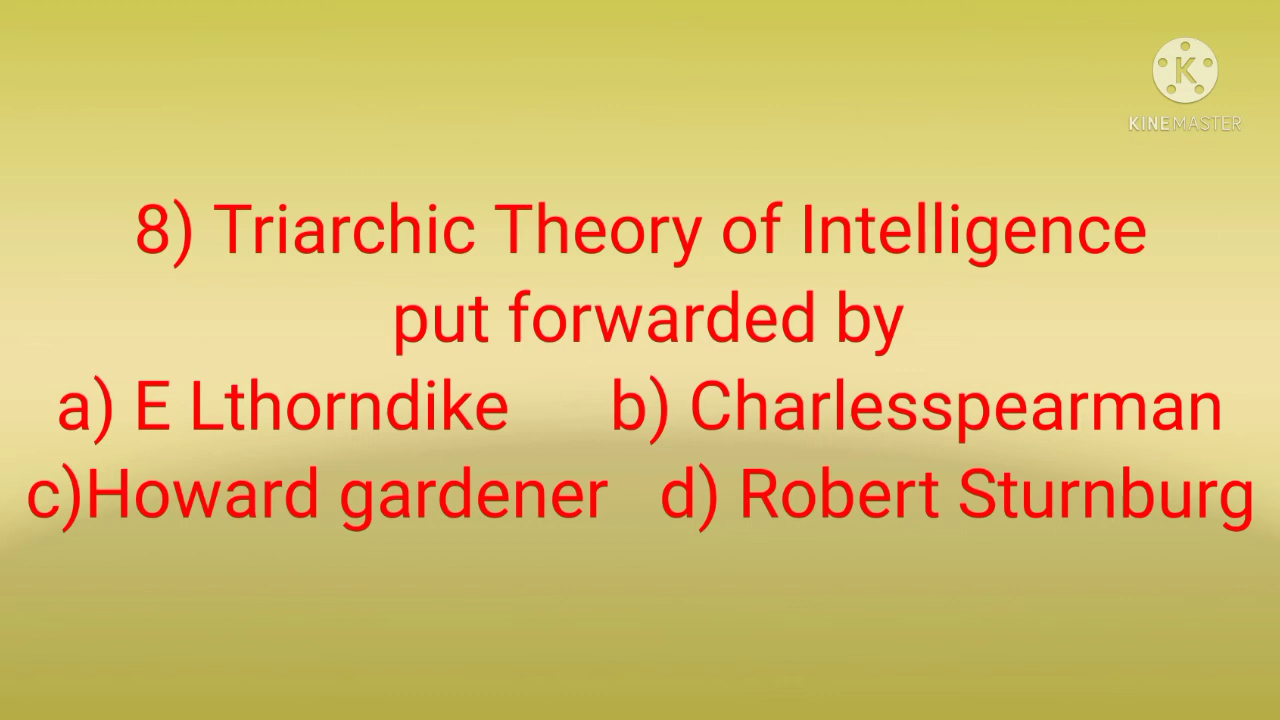 K
KINEMASTER
8) Triarchic Theory of Intelligence
put forwarded by
a) E Lthorndike b) Charlesspearman
c)Howard gardener d) Robert Sturnburg